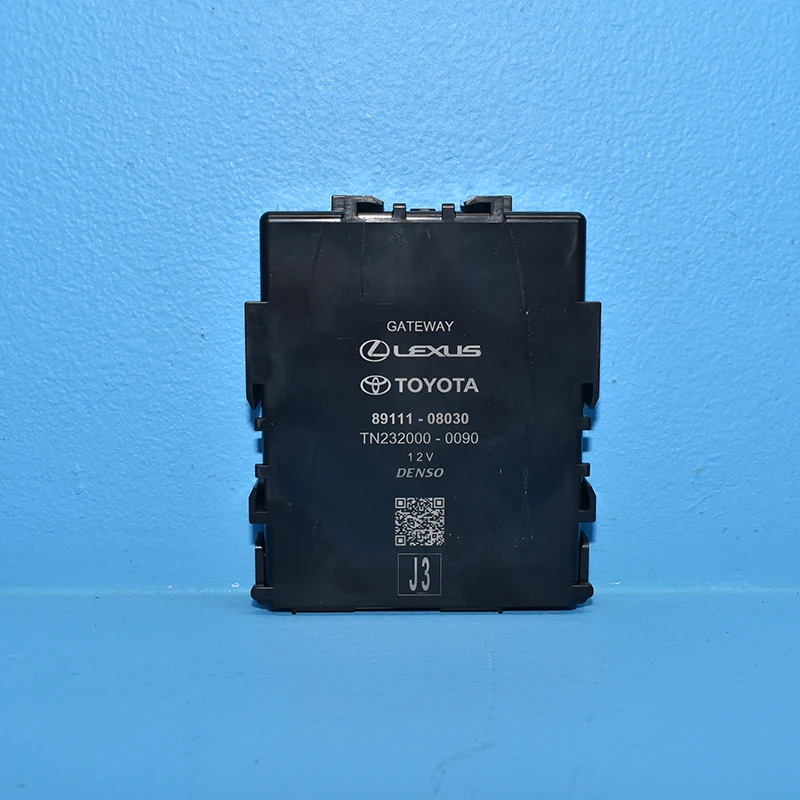 GATEWAY
LEXUS
TOYOTA
89111 - 08030
TN232000 - 0090
12V
DENSO
J3